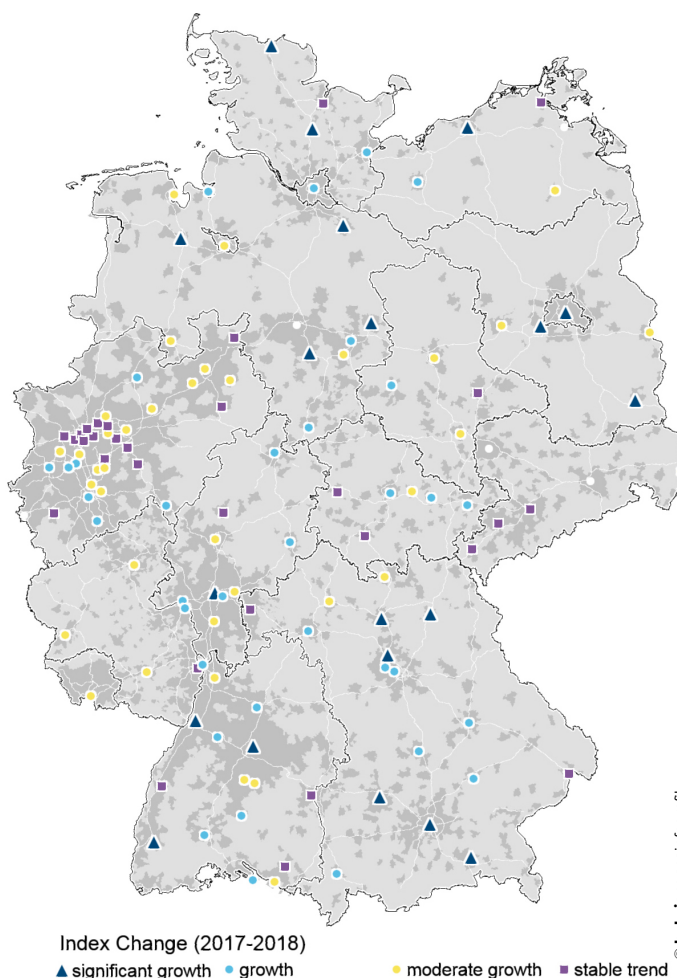 Index Change (2017-2018)
significant growth growth moderate growth stable trend